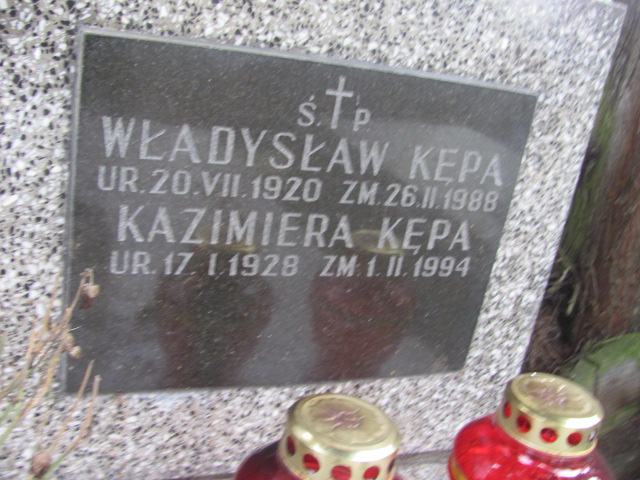 Ś.†P
WŁADYSŁAW KĘPA
UR.20.VII.1920 ZM.26.II.1988
KAZIMIERA KĘPA
UR.17.I.1928 ZM.1.II.1994